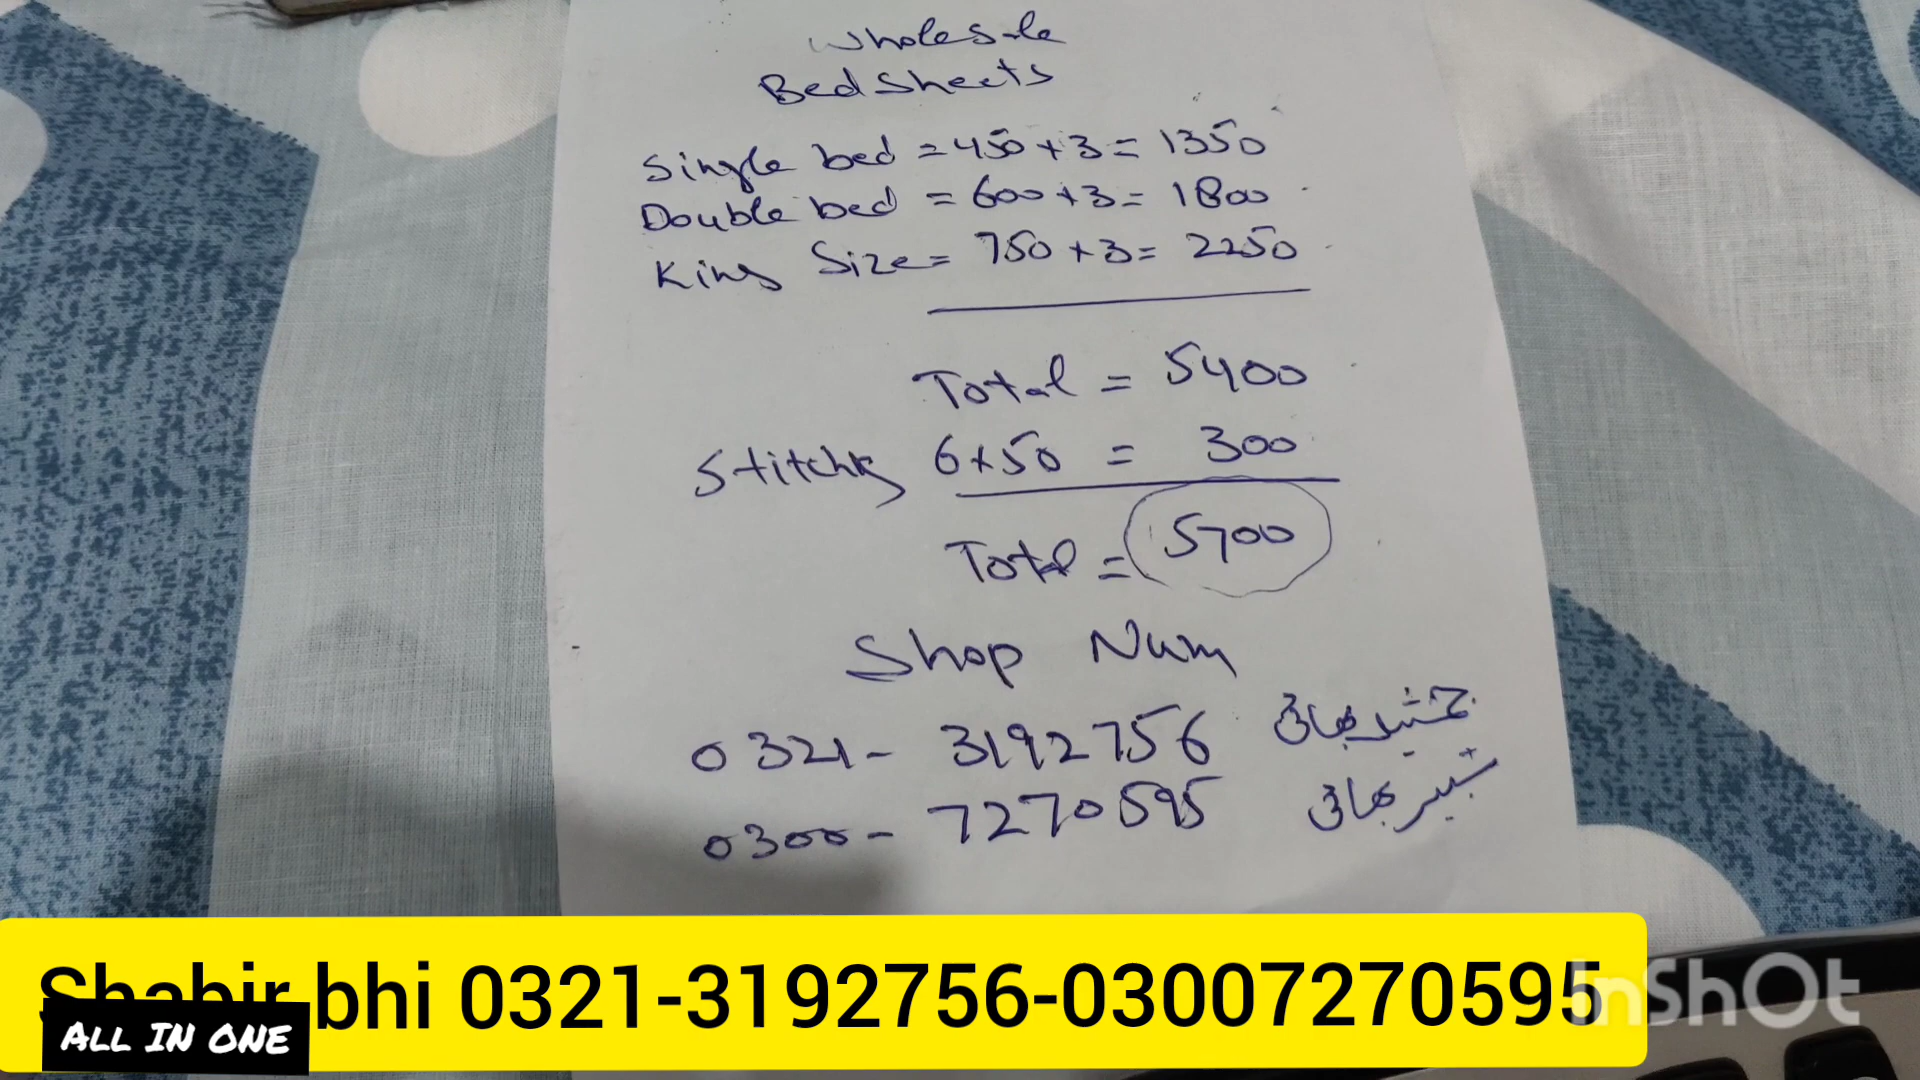 Wholesale
Bed Sheets
Single bed = 450 + 3 = 1350
Double bed = 600 + 3 = 1800
King Size = 750 + 3 = 2250
Total = 5400
Stitching 6+50 = 300
Total = 5700
Shop Num
0321- 3192756 جمشید بھائی
0300- 7270595 شبیر بھائی
Shabir bhi 0321-3192756-03007270595
ALL IN ONE
InShOt